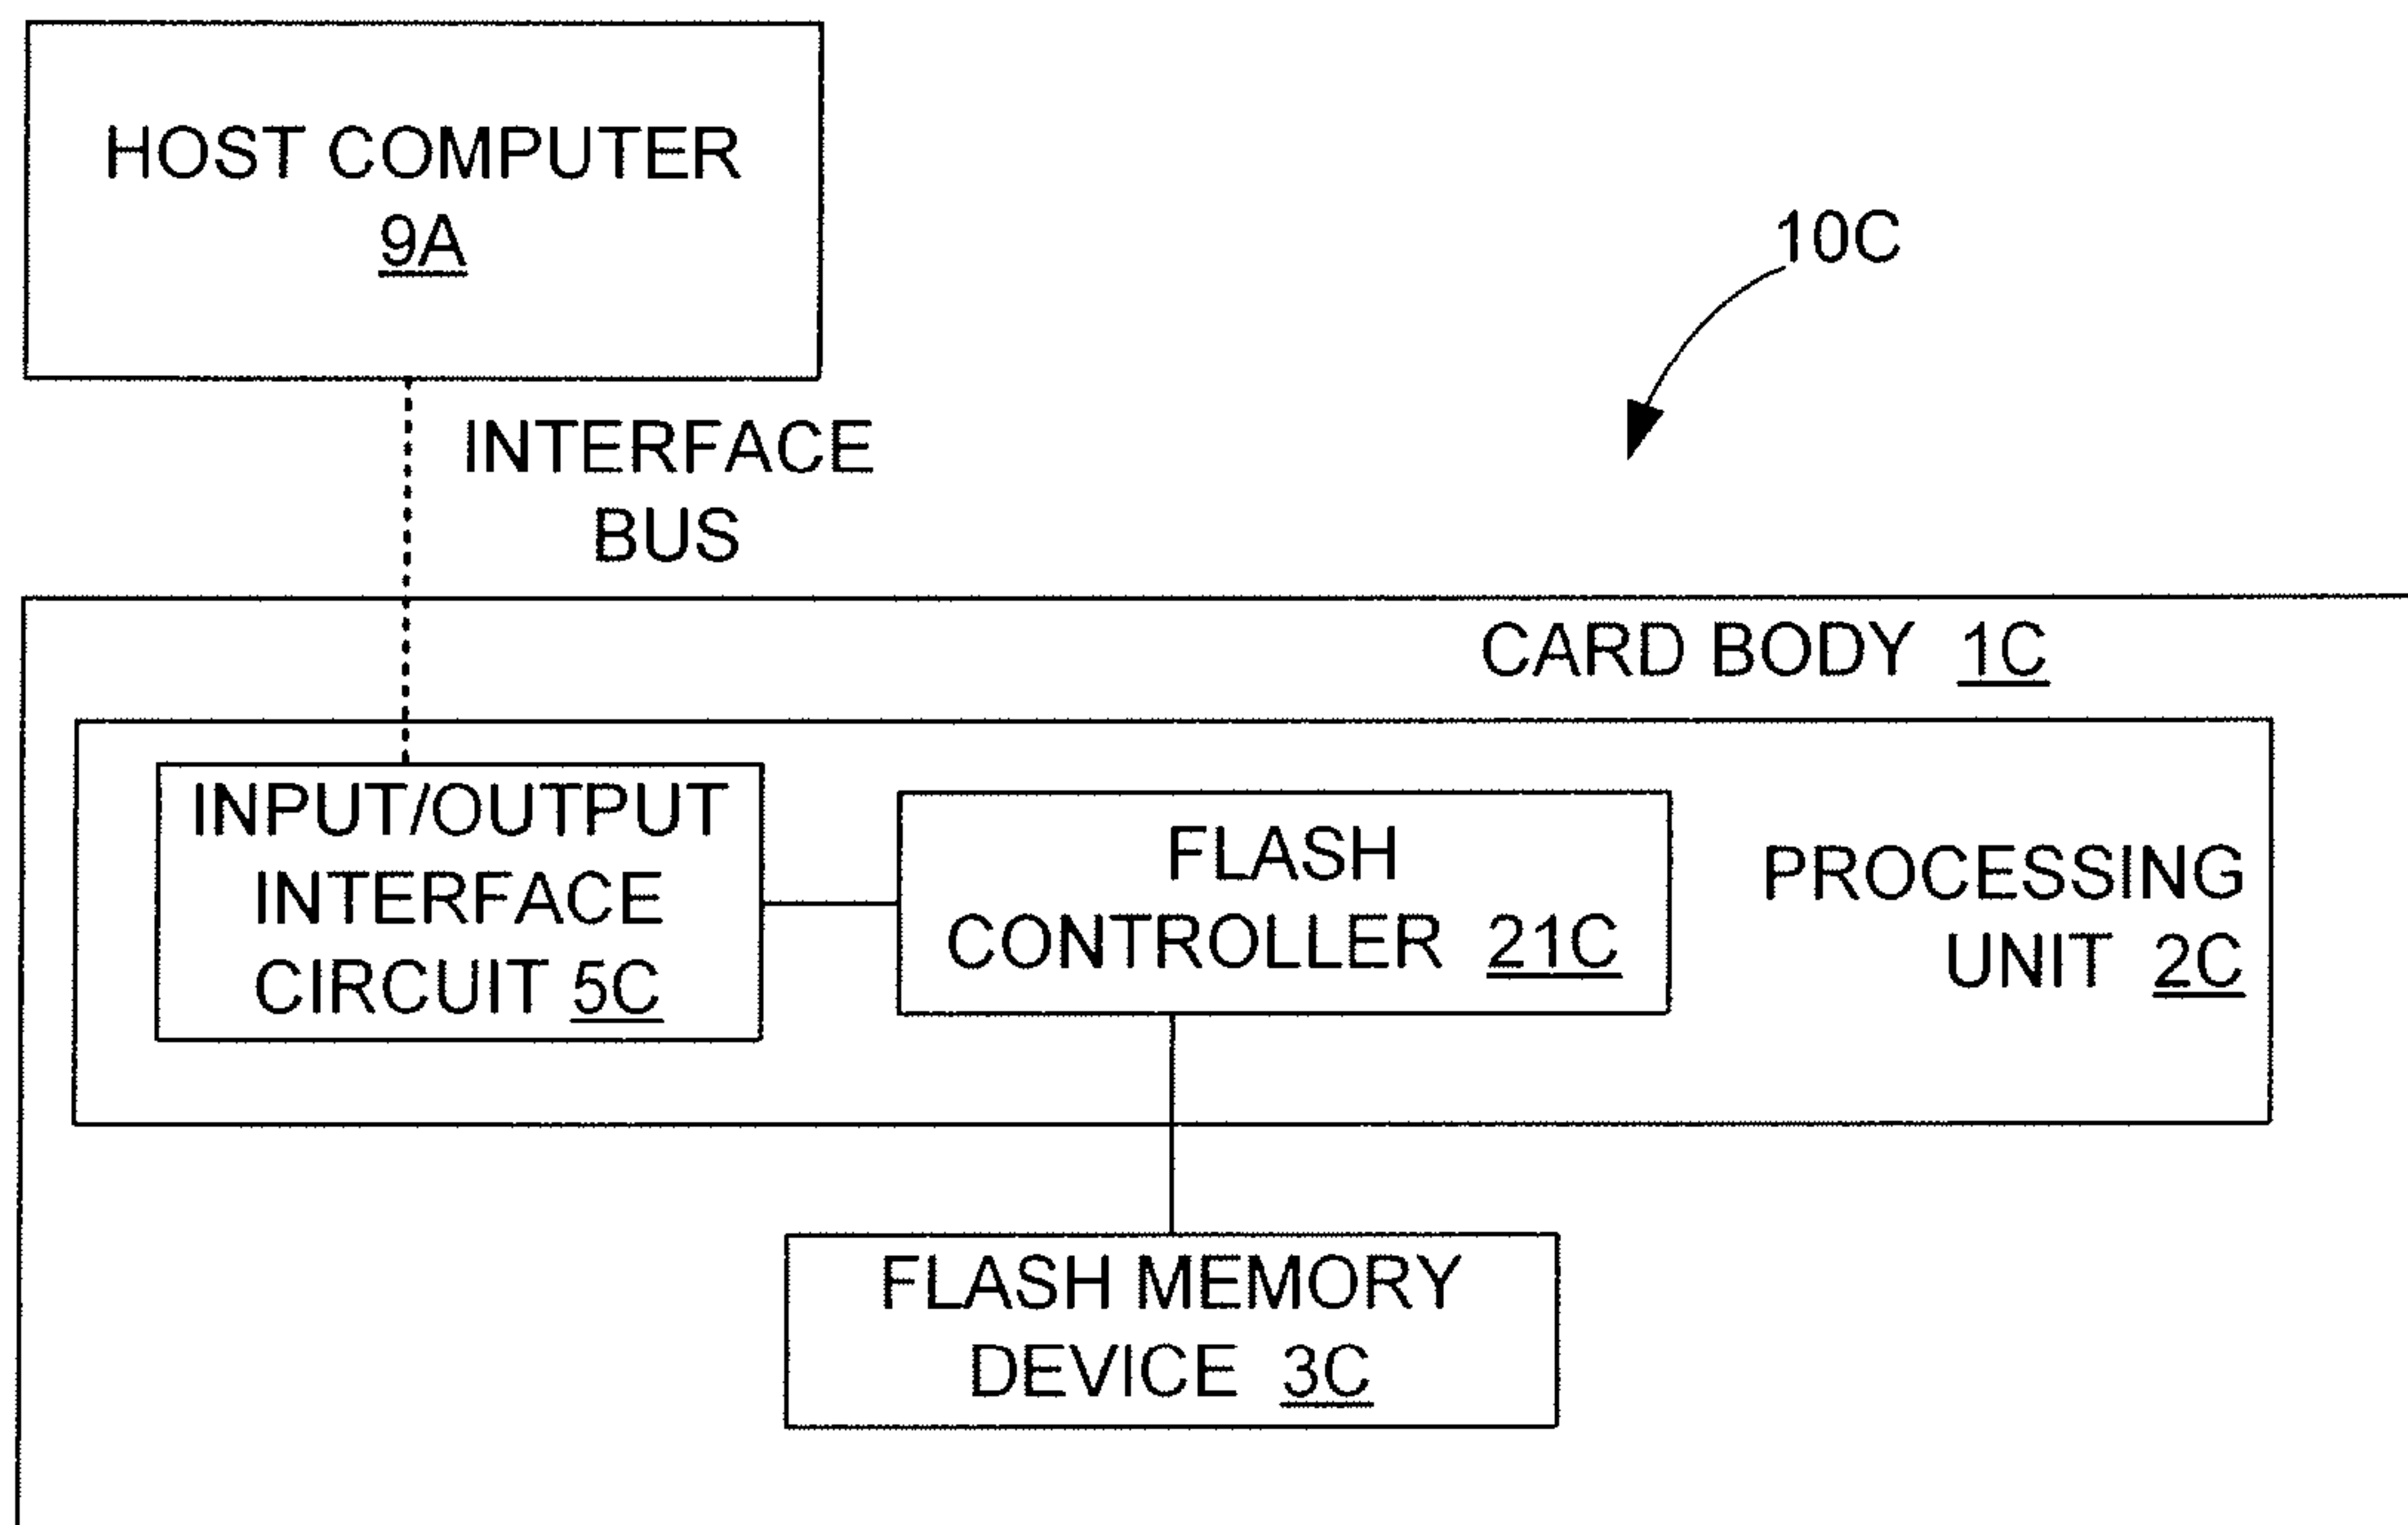 HOST COMPUTER
9A
10C
INTERFACE
BUS
CARD BODY 1C
INPUT/OUTPUT
INTERFACE
CIRCUIT 5C
FLASH
CONTROLLER 21C
PROCESSING
UNIT 2C
FLASH MEMORY
DEVICE 3C